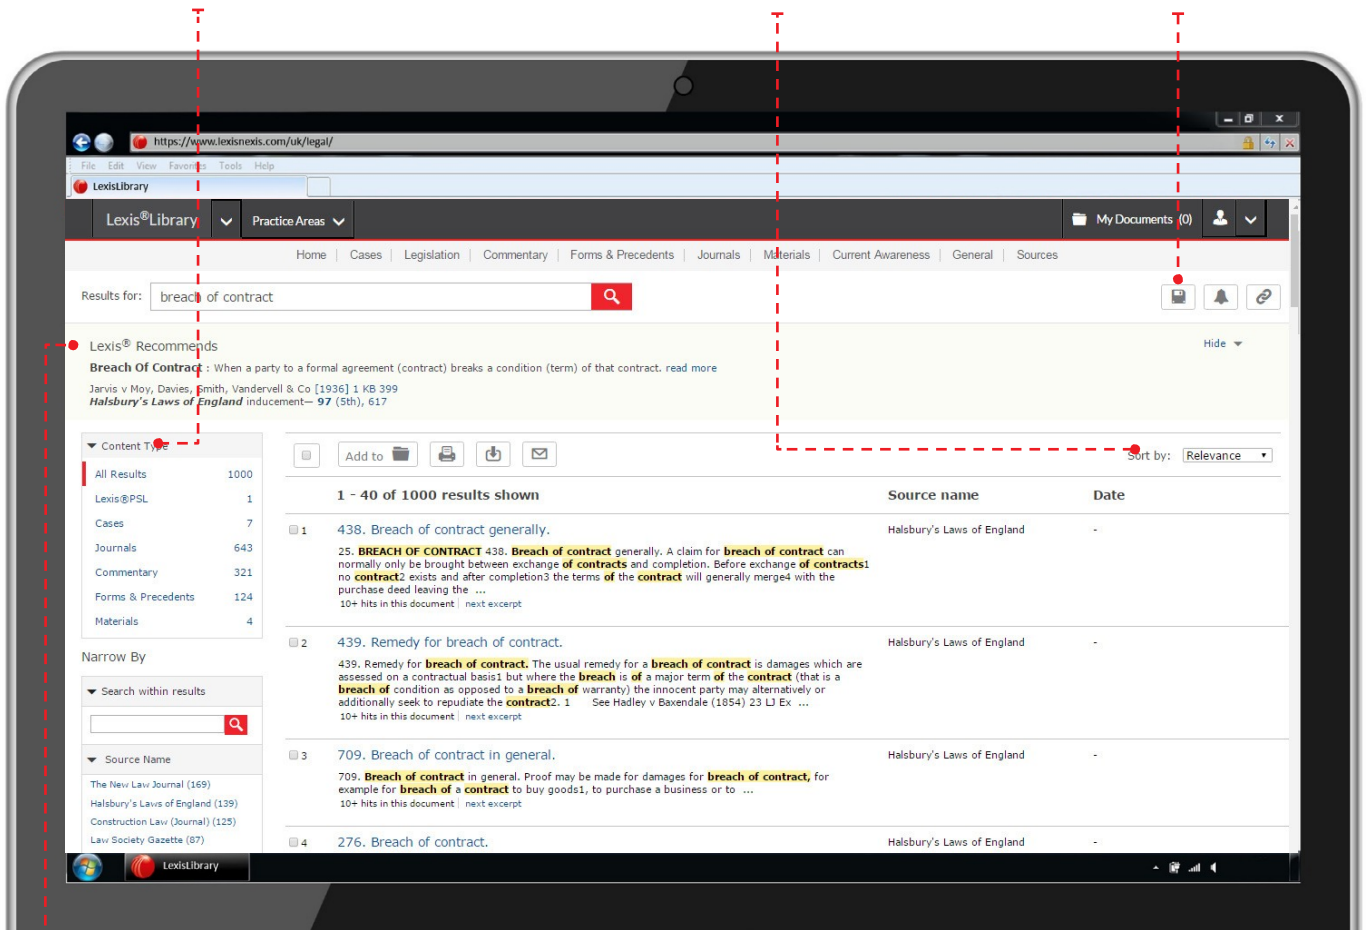 https://www.lexisnexis.com/uk/legal/
File Edit View Favorites Tools Help
LexisLibrary
Lexis®Library Practice Areas My Documents (0)
Home | Cases | Legislation | Commentary | Forms & Precedents | Journals | Materials | Current Awareness | General | Sources
Results for: breach of contract
Lexis® Recommends Hide
Breach Of Contract : When a party to a formal agreement (contract) breaks a condition (term) of that contract. read more
Jarvis v Moy, Davies, Smith, Vandervell & Co [1936] 1 KB 399
Halsbury's Laws of England inducement— 97 (5th), 617
Content Type
All Results 1000
Lexis®PSL 1
Cases 7
Journals 643
Commentary 321
Forms & Precedents 124
Materials 4
Narrow By
Search within results
Source Name
The New Law Journal (169)
Halsbury's Laws of England (139)
Construction Law (Journal) (125)
Law Society Gazette (87)
Add to Sort by: Relevance
1 - 40 of 1000 results shown Source name Date
1 438. Breach of contract generally. Halsbury's Laws of England -
25. BREACH OF CONTRACT 438. Breach of contract generally. A claim for breach of contract can
normally only be brought between exchange of contracts and completion. Before exchange of contracts1
no contract2 exists and after completion3 the terms of the contract will generally merge4 with the
purchase deed leaving the ...
10+ hits in this document | next excerpt
2 439. Remedy for breach of contract. Halsbury's Laws of England -
439. Remedy for breach of contract. The usual remedy for a breach of contract is damages which are
assessed on a contractual basis1 but where the breach is of a major term of the contract (that is a
breach of condition as opposed to a breach of warranty) the innocent party may alternatively or
additionally seek to repudiate the contract2. 1 See Hadley v Baxendale (1854) 23 LJ Ex ...
10+ hits in this document | next excerpt
3 709. Breach of contract in general. Halsbury's Laws of England -
709. Breach of contract in general. Proof may be made for damages for breach of contract, for
example for breach of a contract to buy goods1, to purchase a business or to ...
10+ hits in this document | next excerpt
4 276. Breach of contract. Halsbury's Laws of England -
LexisLibrary